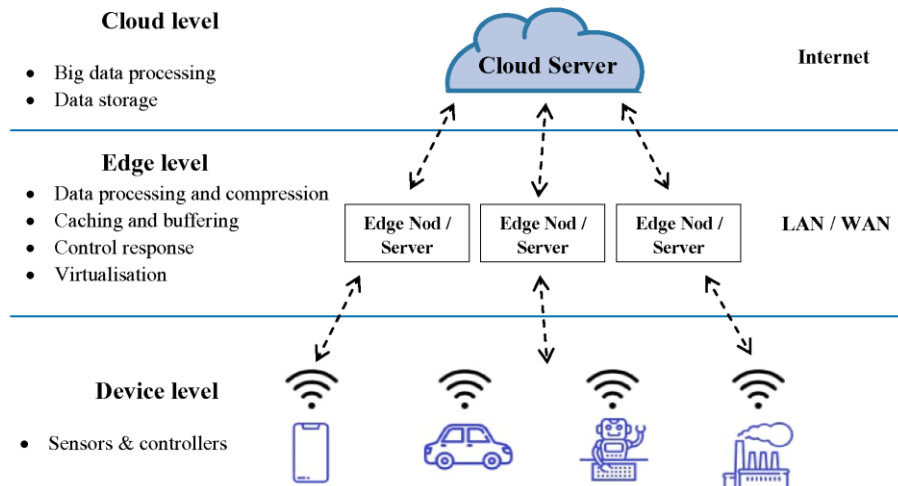 Cloud level
• Big data processing
• Data storage
Cloud Server
Internet
Edge level
• Data processing and compression
• Caching and buffering
• Control response
• Virtualisation
Edge Nod /
Server
Edge Nod /
Server
Edge Nod /
Server
LAN / WAN
Device level
• Sensors & controllers